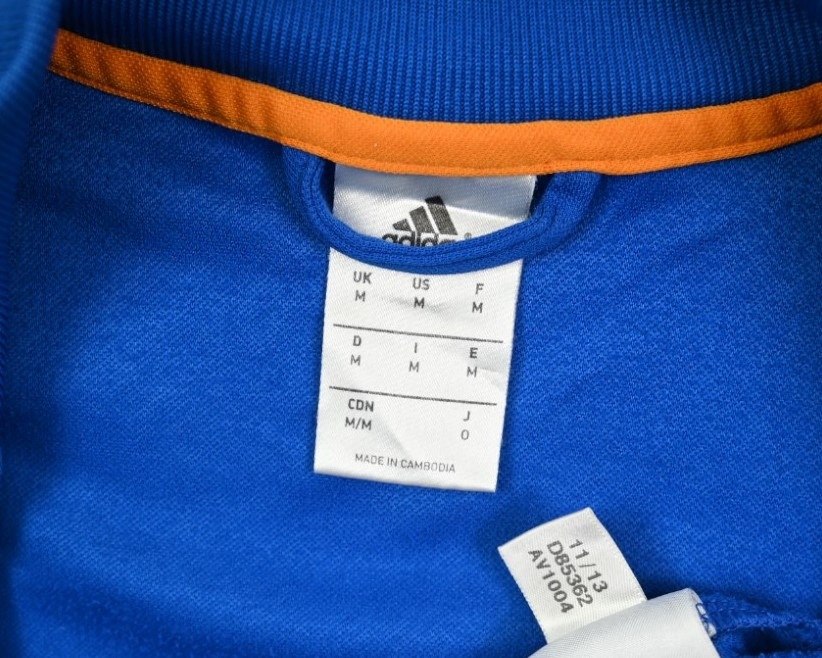 adidas®
UK US F
M M M
D I E
M M M
CDN J
M/M O
MADE IN CAMBODIA
11/13
D85362
AV1004